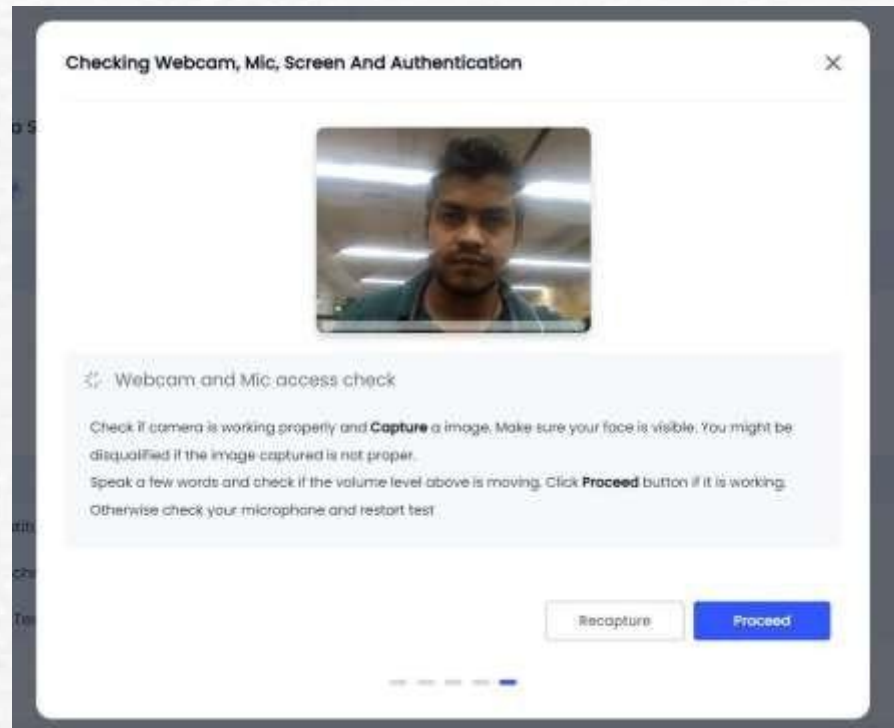 Checking Webcam, Mic, Screen And Authentication
a S
Webcam and Mic access check
Check if camera is working properly and Capture a image. Make sure your face is visible. You might be
disqualified if the image captured is not proper.
Speak a few words and check if the volume level above is moving. Click Proceed button if it is working.
Otherwise check your microphone and restart test
Recapture
Proceed